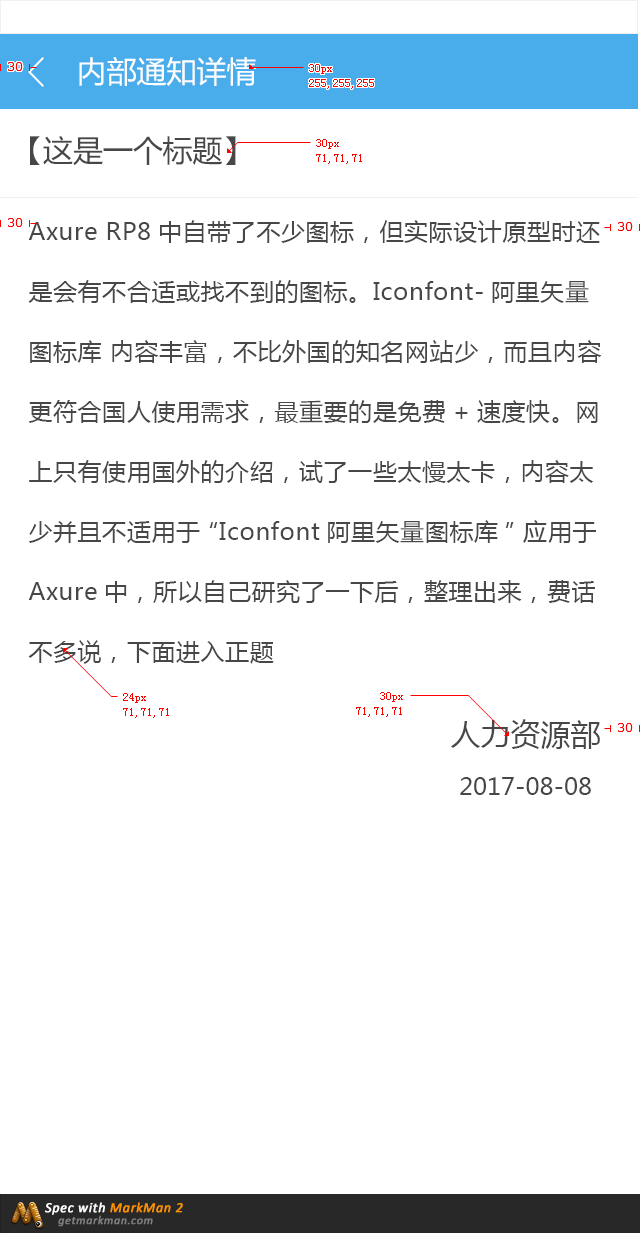 30
内部通知详情
30px
255, 255, 255
【这是一个标题】
30px
71, 71, 71
30
30
Axure RP8 中自带了不少图标，但实际设计原型时还
是会有不合适或找不到的图标。Iconfont- 阿里矢量
图标库 内容丰富，不比外国的知名网站少，而且内容
更符合国人使用需求，最重要的是免费 + 速度快。网
上只有使用国外的介绍，试了一些太慢太卡，内容太
少并且不适用于 “Iconfont 阿里矢量图标库 ” 应用于
Axure 中，所以自己研究了一下后，整理出来，费话
不多说，下面进入正题
24px
71, 71, 71
30px
71, 71, 71
人力资源部
30
2017-08-08
Spec with MarkMan 2
getmarkman.com